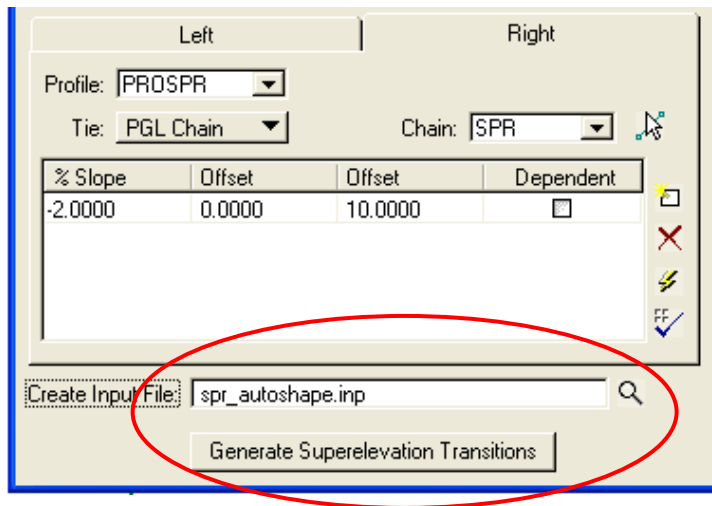 Left Right
Profile: PROSPR
Tie: PGL Chain Chain: SPR
% Slope Offset Offset Dependent
-2.0000 0.0000 10.0000
FF
Create Input File: spr_autoshape.inp
Generate Superelevation Transitions